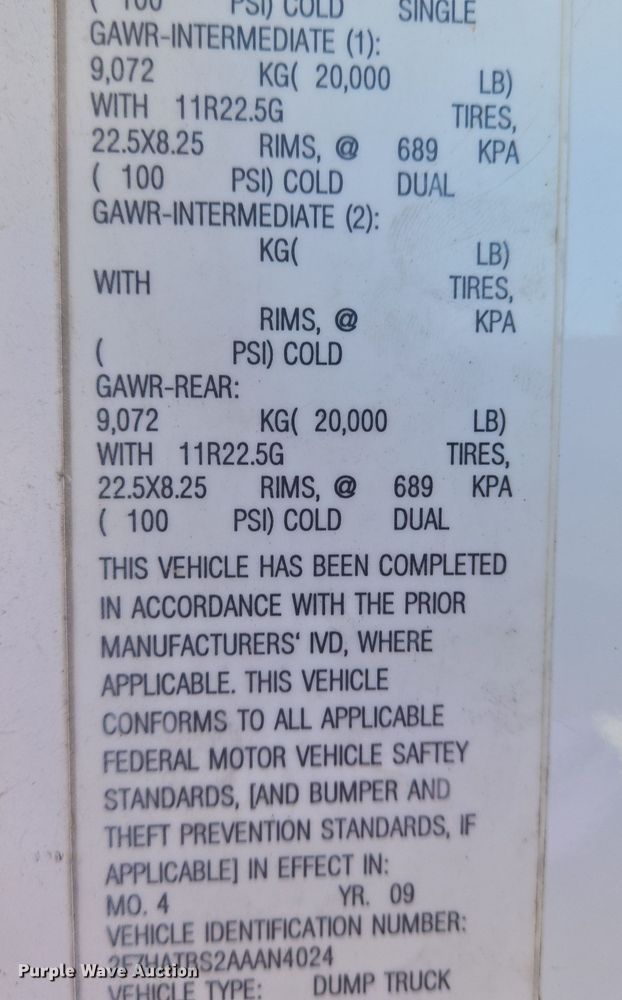 ( 100 PSI) COLD SINGLE
GAWR-INTERMEDIATE (1):
9,072 KG( 20,000 LB)
WITH 11R22.5G TIRES,
22.5X8.25 RIMS, @ 689 KPA
( 100 PSI) COLD DUAL
GAWR-INTERMEDIATE (2):
KG( LB)
WITH TIRES,
RIMS, @ KPA
( PSI) COLD
GAWR-REAR:
9,072 KG( 20,000 LB)
WITH 11R22.5G TIRES,
22.5X8.25 RIMS, @ 689 KPA
( 100 PSI) COLD DUAL
THIS VEHICLE HAS BEEN COMPLETED
IN ACCORDANCE WITH THE PRIOR
MANUFACTURERS' IVD, WHERE
APPLICABLE. THIS VEHICLE
CONFORMS TO ALL APPLICABLE
FEDERAL MOTOR VEHICLE SAFTEY
STANDARDS, [AND BUMPER AND
THEFT PREVENTION STANDARDS, IF
APPLICABLE] IN EFFECT IN:
MO. 4 YR. 09
VEHICLE IDENTIFICATION NUMBER:
Purple Wave Auction
VEHICLE TYPE: DUMP TRUCK